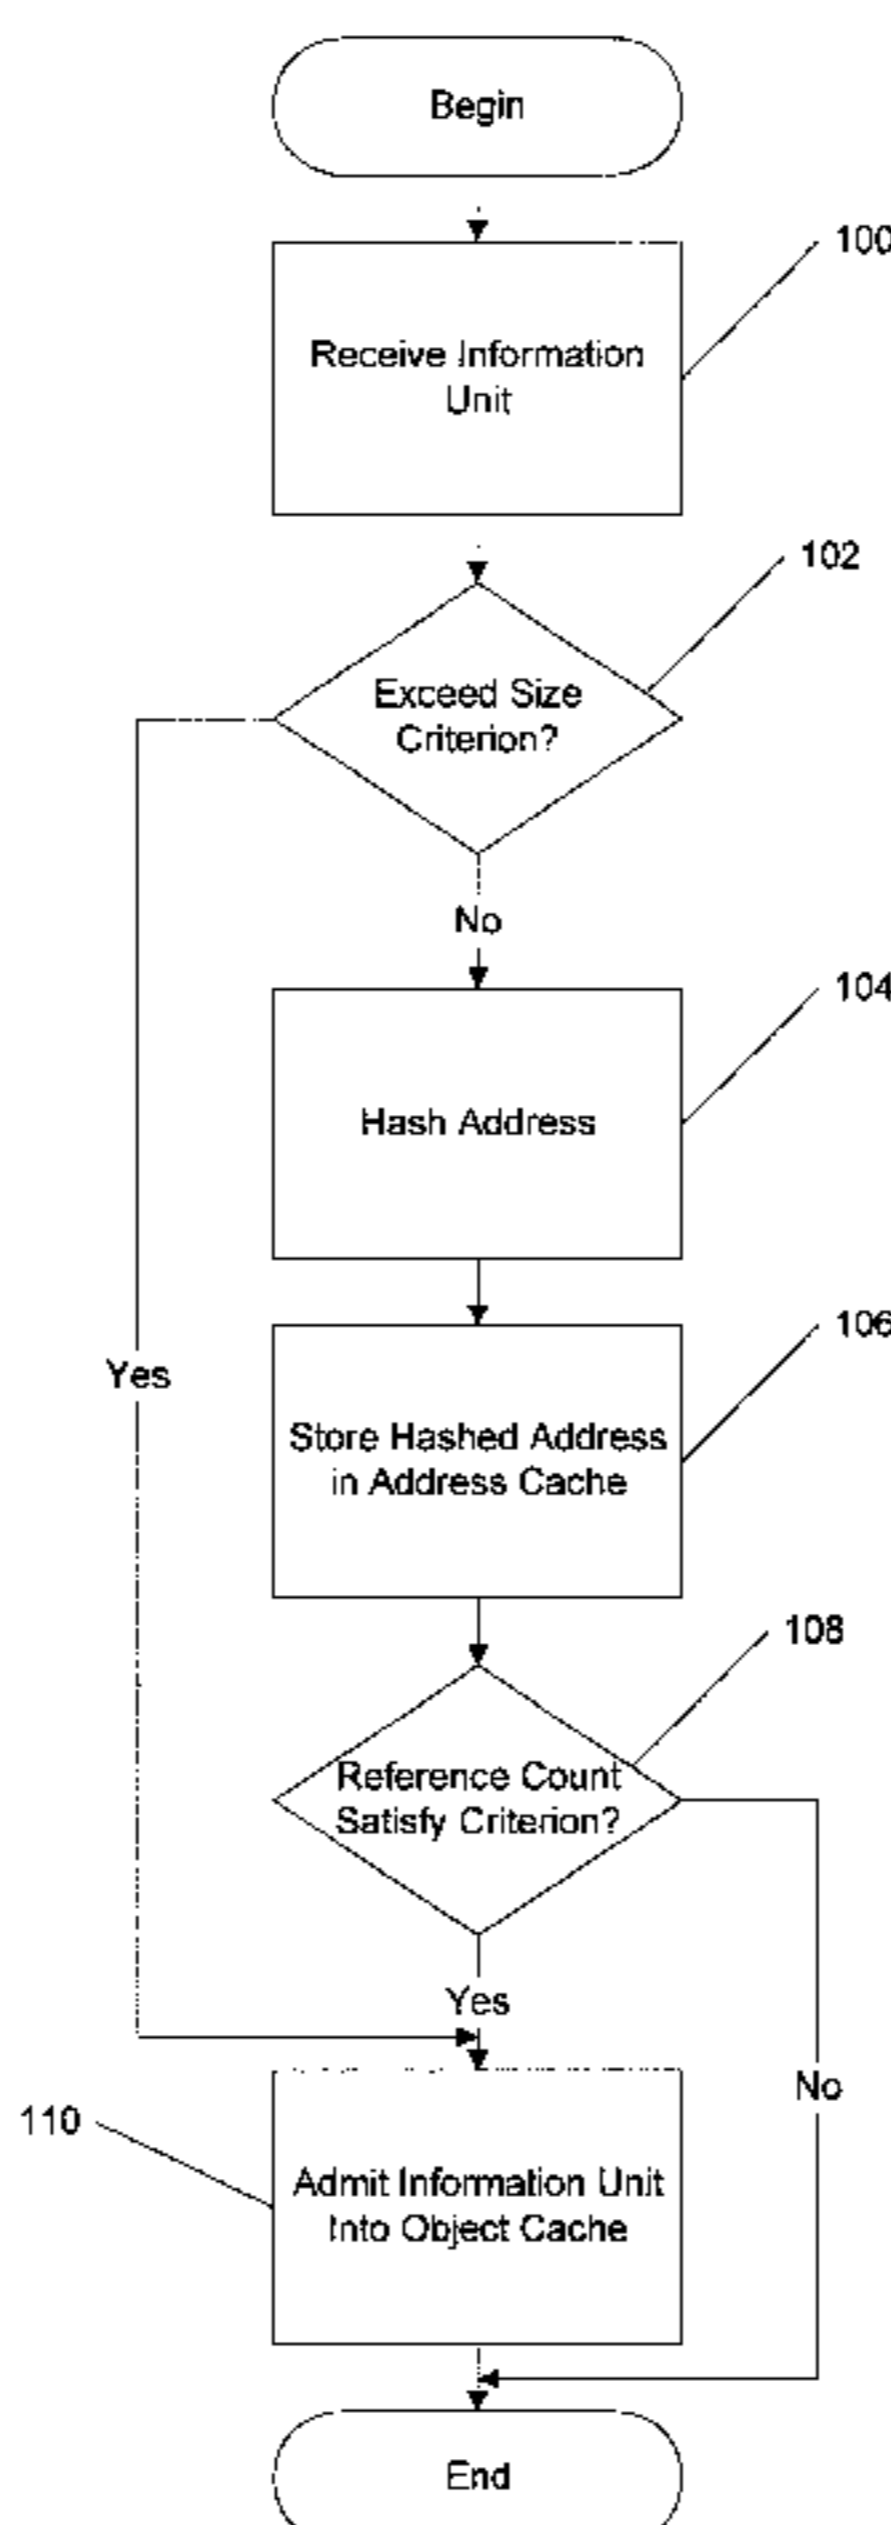 Begin
100
Receive Information
Unit
102
Exceed Size
Criterion?
No
104
Hash Address
106
Yes
Store Hashed Address
in Address Cache
108
Reference Count
Satisfy Criterion?
Yes
No
110
Admit Information Unit
Into Object Cache
End